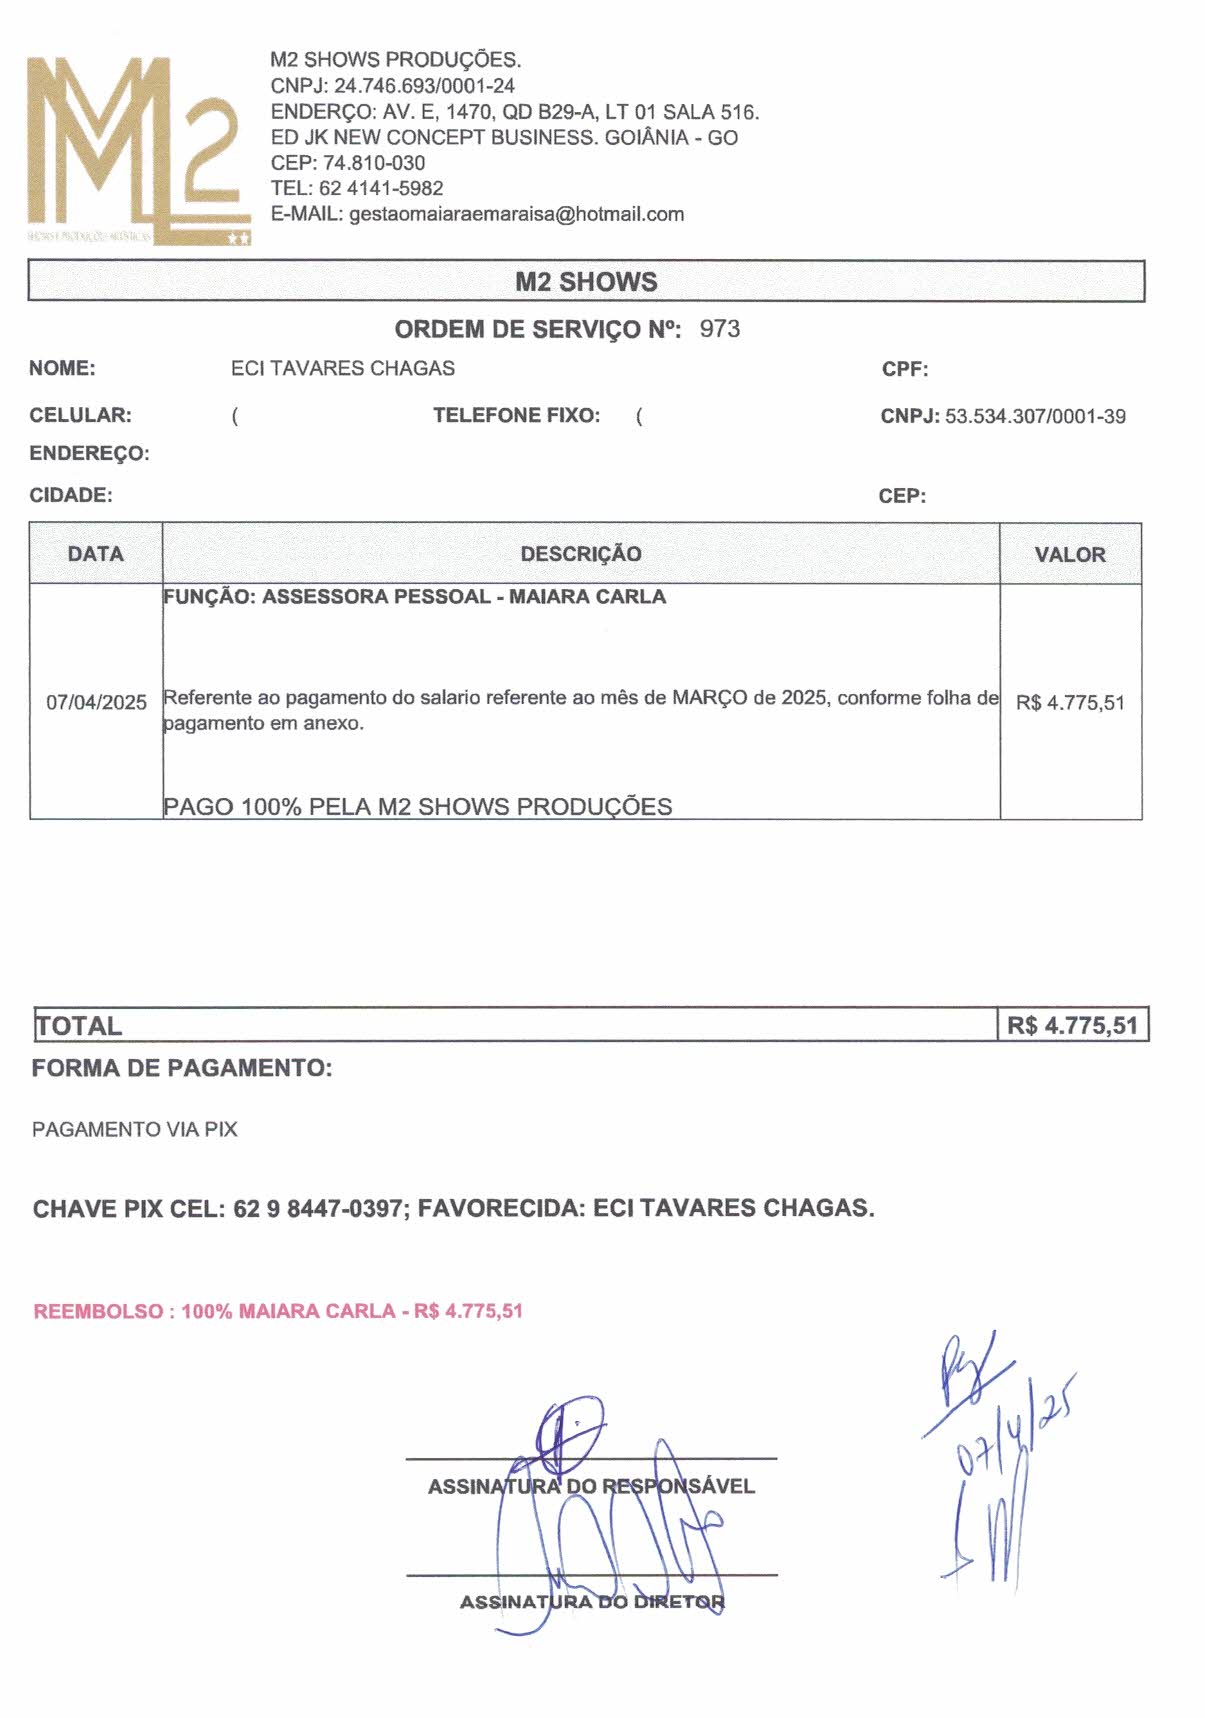 M2 SHOWS PRODUÇÕES.
CNPJ: 24.746.693/0001-24
ENDERÇO: AV. E, 1470, QD B29-A, LT 01 SALA 516.
ED JK NEW CONCEPT BUSINESS. GOIÂNIA - GO
CEP: 74.810-030
TEL: 62 4141-5982
E-MAIL: gestaomaiaraemaraisa@hotmail.com
M2
SHOWS E PRODUÇÕES ARTÍSTICAS
M2 SHOWS
ORDEM DE SERVIÇO Nº: 973
NOME: ECI TAVARES CHAGAS CPF:
CELULAR: ( TELEFONE FIXO: ( CNPJ: 53.534.307/0001-39
ENDEREÇO:
CIDADE: CEP:
DATA DESCRIÇÃO VALOR
FUNÇÃO: ASSESSORA PESSOAL - MAIARA CARLA
07/04/2025 Referente ao pagamento do salario referente ao mês de MARÇO de 2025, conforme folha de R$ 4.775,51
pagamento em anexo.
PAGO 100% PELA M2 SHOWS PRODUÇÕES
TOTAL R$ 4.775,51
FORMA DE PAGAMENTO:
PAGAMENTO VIA PIX
CHAVE PIX CEL: 62 9 8447-0397; FAVORECIDA: ECI TAVARES CHAGAS.
REEMBOLSO : 100% MAIARA CARLA - R$ 4.775,51
07/4/25
ASSINATURA DO RESPONSÁVEL
ASSINATURA DO DIRETOR